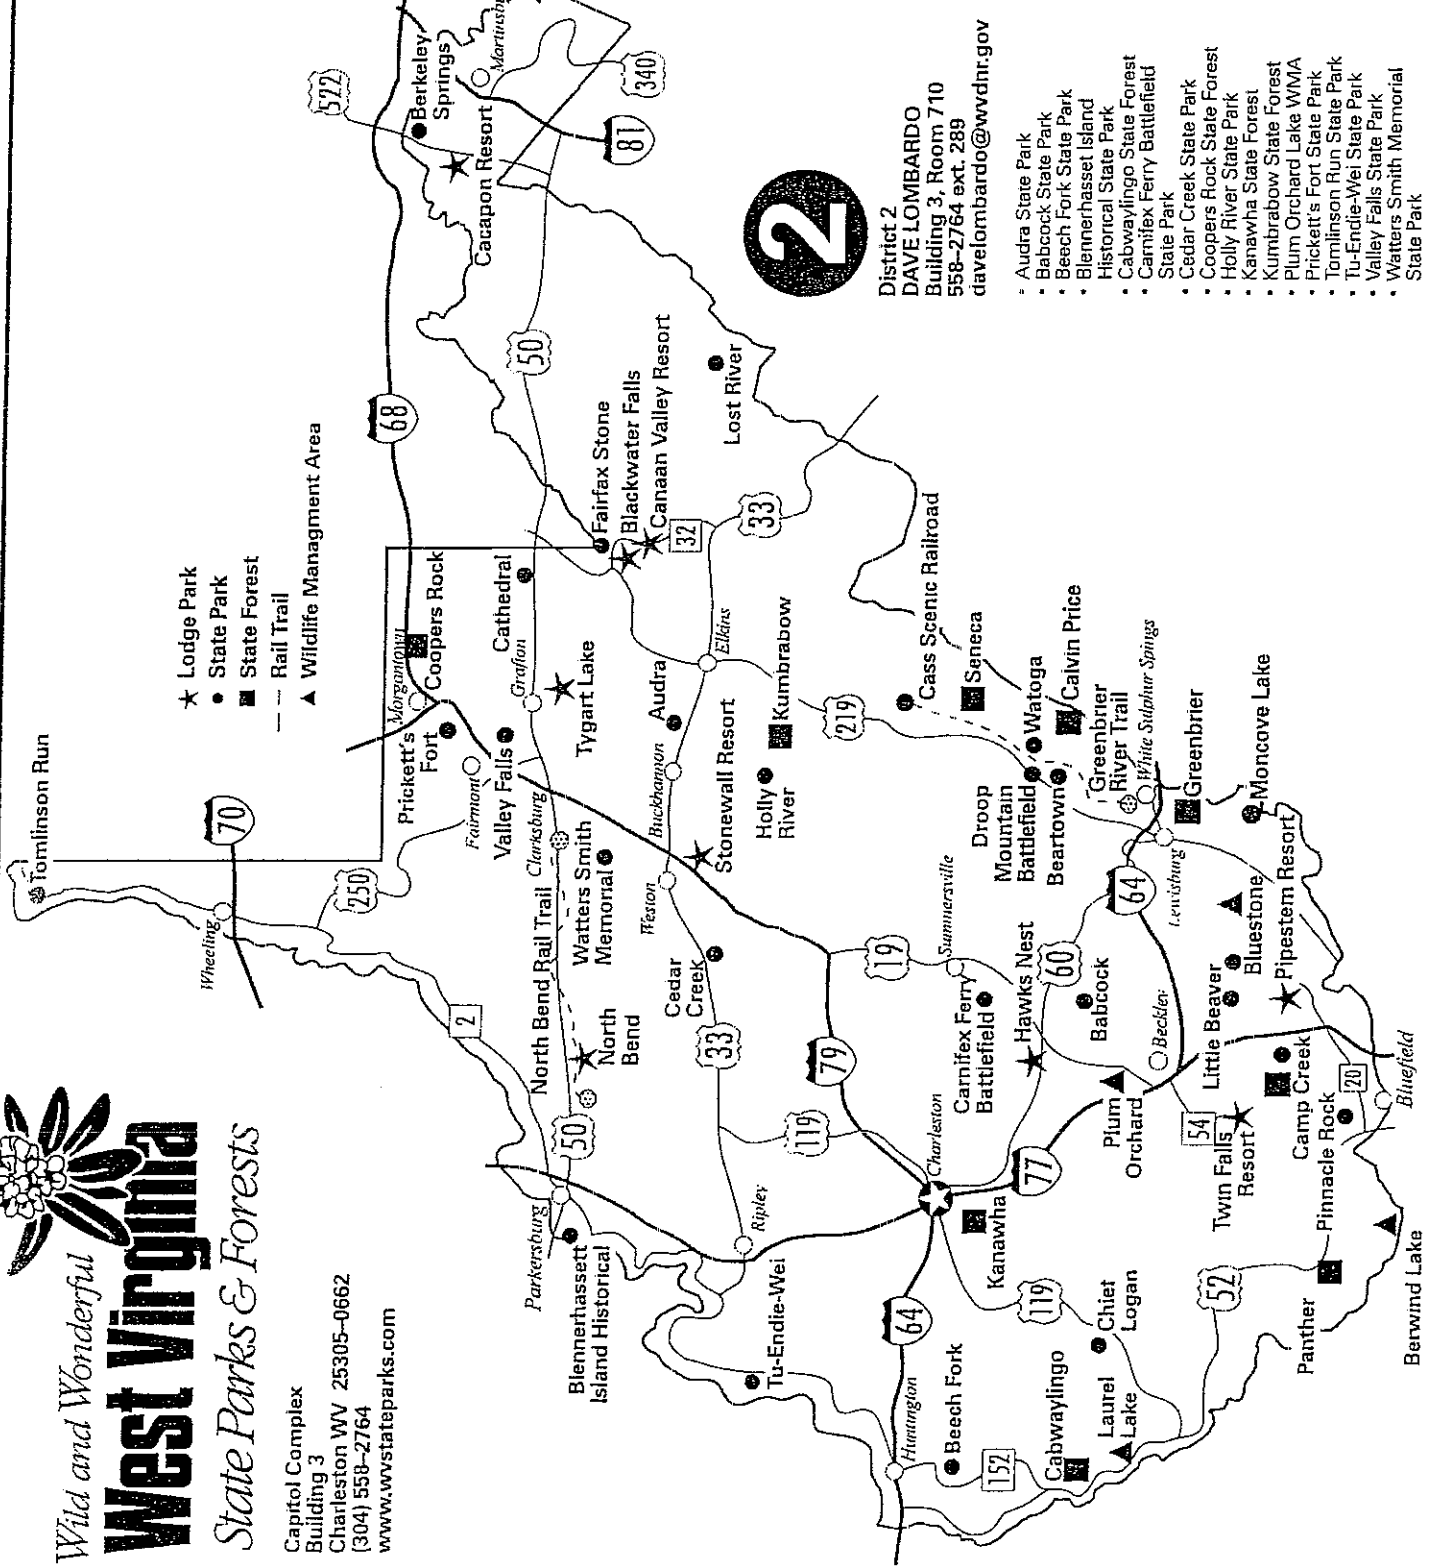 Wild and Wonderful
West Virginia
State Parks & Forests
Capitol Complex
Building 3
Charleston WV 25305-0662
(304) 558-2764
www.wvstateparks.com
Lodge Park
State Park
State Forest
Rail Trail
Wildlife Managment Area
Tomlinson Run
Wheeling
70
250
2
Morgantown
Coopers Rock
68
Prickett's
Fort
Fairmont
Valley Falls
Grafton
Cathedral
Tygart Lake
50
522
Berkeley
Springs
Cacapon Resort
81
340
Fairfax Stone
Blackwater Falls
Canaan Valley Resort
32
33
Lost River
Clarksburg
North Bend Rail Trail
Watters Smith
Memorial
North
Bend
50
Parkersburg
Blennerhassett
Island Historical
Weston
Buckhannon
Audra
Elkins
Stonewall Resort
Kumbrabow
Holly
River
219
Cedar
Creek
33
119
Ripley
79
Tu-Endie-Wei
Cass Scenic Railroad
Seneca
Watoga
Calvin Price
Droop
Mountain
Battlefield
Beartown
Greenbrier
River Trail
White Sulphur Spings
Greenbrier
Moncove Lake
Summersville
19
Carnifex Ferry
Battlefield
Hawks Nest
60
64
Lewisburg
Babcock
Beckley
Little Beaver
Bluestone
Pipestem Resort
Charleston
77
Plum
Orchard
54
Twin Falls
Resort
Camp Creek
Pinnacle Rock
20
Bluefield
Kanawha
64
119
Chief
Logan
52
Huntington
Beech Fork
152
Cabwaylingo
Laurel
Lake
Panther
Berwind Lake
2
District 2
DAVE LOMBARDO
Building 3, Room 710
558-2764 ext. 289
davelombardo@wvdnr.gov
• Audra State Park
• Babcock State Park
• Beech Fork State Park
• Blennerhasset Island
Historical State Park
• Cabwaylingo State Forest
• Carnifex Ferry Battlefield
State Park
• Cedar Creek State Park
• Coopers Rock State Forest
• Holly River State Park
• Kanawha State Forest
• Kumbrabow State Forest
• Plum Orchard Lake WMA
• Prickett's Fort State Park
• Tomlinson Run State Park
• Tu-Endie-Wei State Park
• Valley Falls State Park
• Watters Smith Memorial
State Park